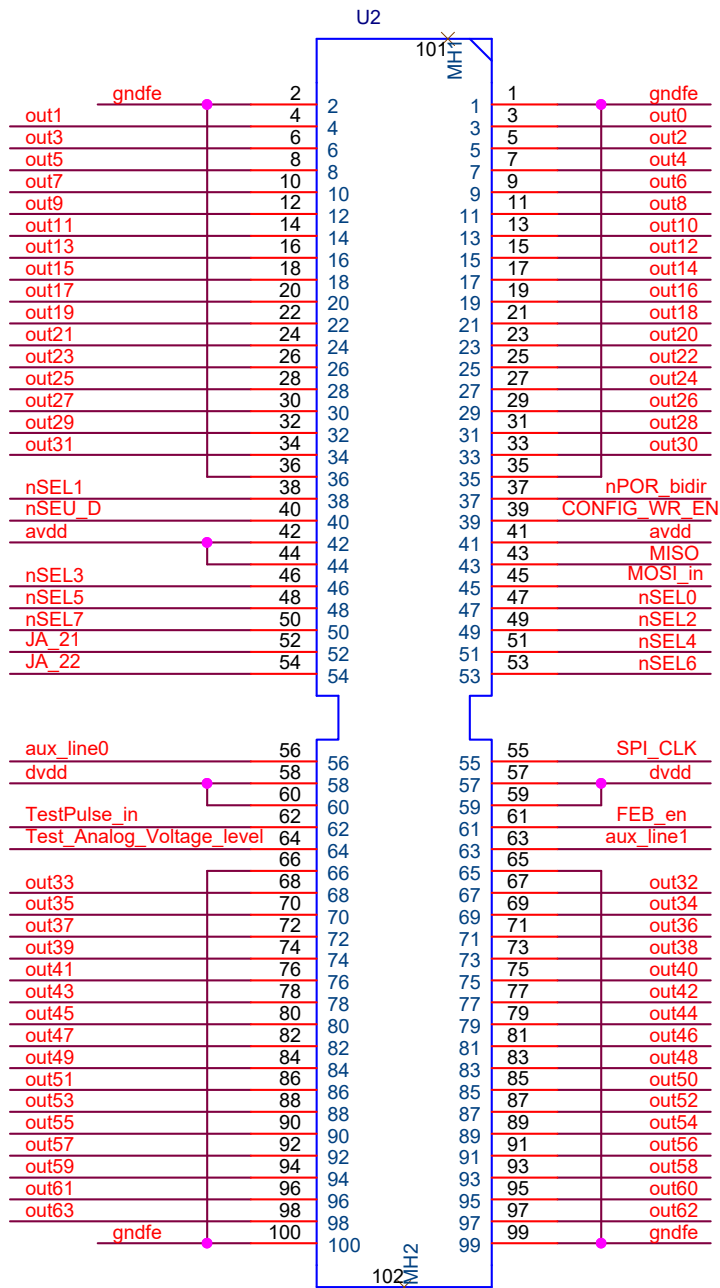 U2
101 MH1
gndfe 2 2 1 1 gndfe
out1 4 4 3 3 out0
out3 6 6 5 5 out2
out5 8 8 7 7 out4
out7 10 10 9 9 out6
out9 12 12 11 11 out8
out11 14 14 13 13 out10
out13 16 16 15 15 out12
out15 18 18 17 17 out14
out17 20 20 19 19 out16
out19 22 22 21 21 out18
out21 24 24 23 23 out20
out23 26 26 25 25 out22
out25 28 28 27 27 out24
out27 30 30 29 29 out26
out29 32 32 31 31 out28
out31 34 34 33 33 out30
36 36 35 35
nSEL1 38 38 37 37 nPOR_bidir
nSEU_D 40 40 39 39 CONFIG_WR_EN
avdd 42 42 41 41 avdd
44 44 43 43 MISO
nSEL3 46 46 45 45 MOSI_in
nSEL5 48 48 47 47 nSEL0
nSEL7 50 50 49 49 nSEL2
JA_21 52 52 51 51 nSEL4
JA_22 54 54 53 53 nSEL6
aux_line0 56 56 55 55 SPI_CLK
dvdd 58 58 57 57 dvdd
60 60 59 59
TestPulse_in 62 62 61 61 FEB_en
Test_Analog_Voltage_level 64 64 63 63 aux_line1
66 66 65 65
out33 68 68 67 67 out32
out35 70 70 69 69 out34
out37 72 72 71 71 out36
out39 74 74 73 73 out38
out41 76 76 75 75 out40
out43 78 78 77 77 out42
out45 80 80 79 79 out44
out47 82 82 81 81 out46
out49 84 84 83 83 out48
out51 86 86 85 85 out50
out53 88 88 87 87 out52
out55 90 90 89 89 out54
out57 92 92 91 91 out56
out59 94 94 93 93 out58
out61 96 96 95 95 out60
out63 98 98 97 97 out62
gndfe 100 100 99 99 gndfe
102 MH2